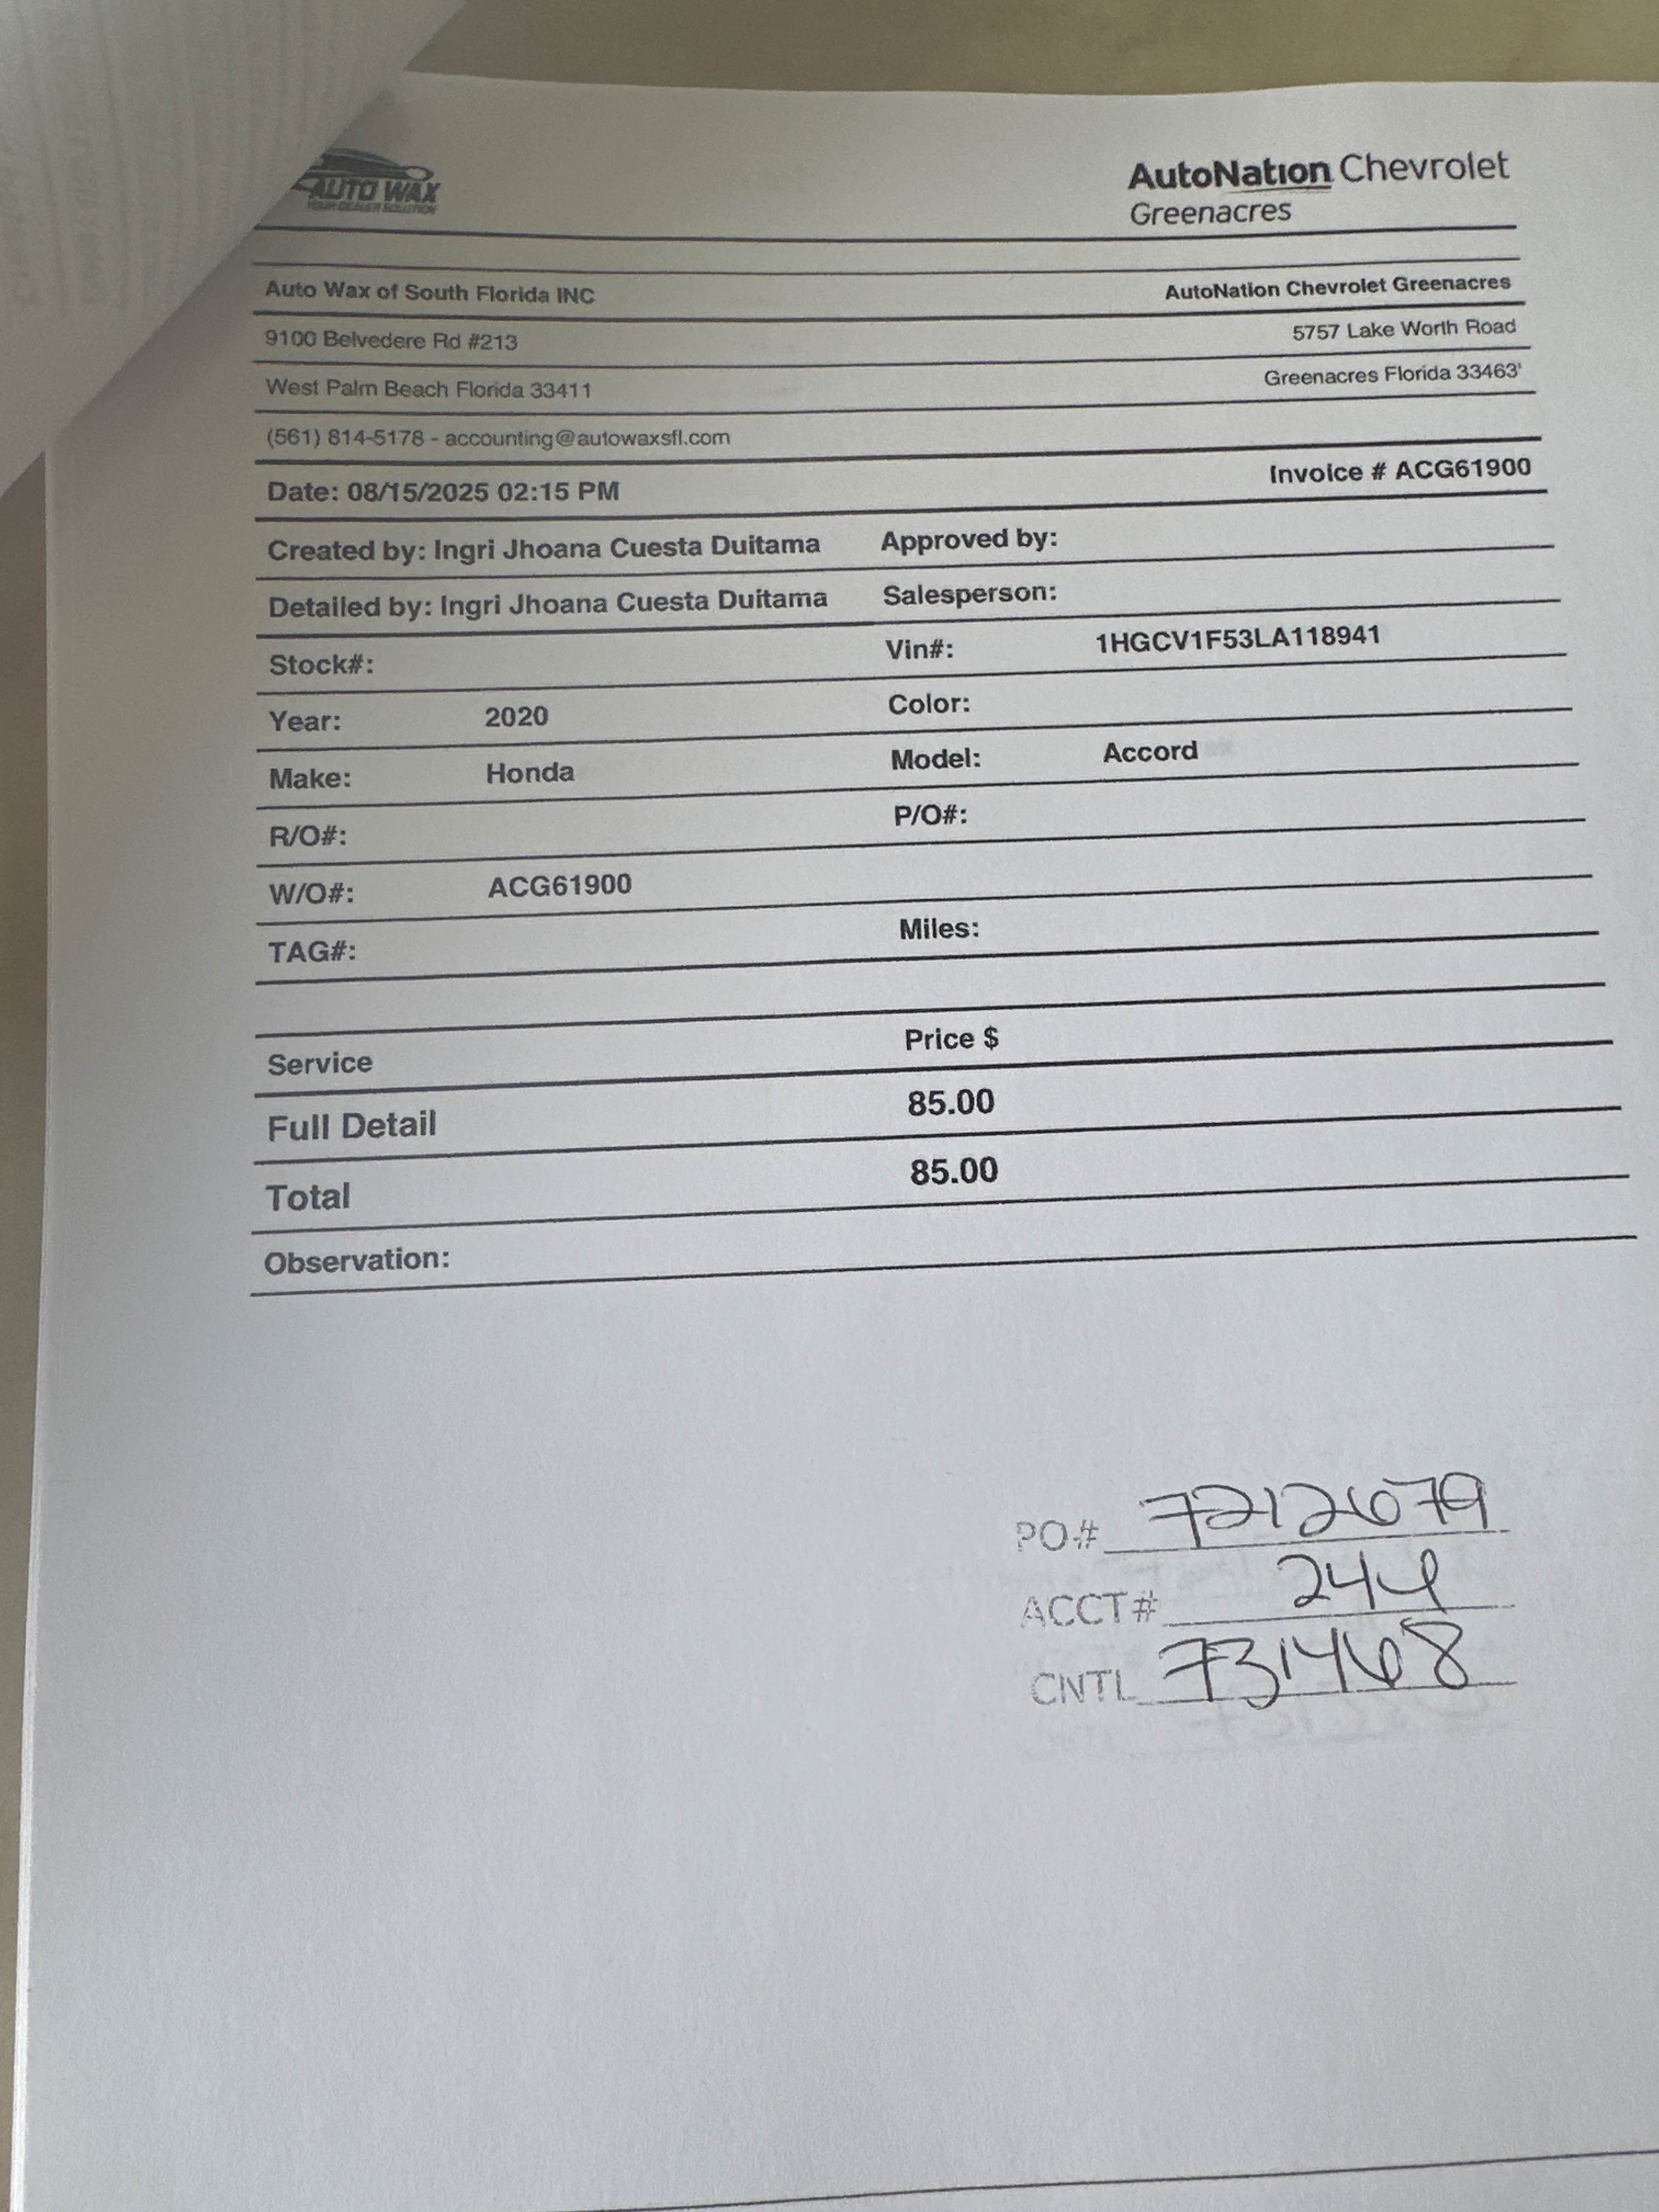 AUTO WAX
YOUR DEALER SOLUTION
AutoNation Chevrolet
Greenacres
Auto Wax of South Florida INC
AutoNation Chevrolet Greenacres
9100 Belvedere Rd #213
5757 Lake Worth Road
West Palm Beach Florida 33411
Greenacres Florida 33463'
(561) 814-5178 - accounting@autowaxsfl.com
Invoice # ACG61900
Date: 08/15/2025 02:15 PM
Created by: Ingri Jhoana Cuesta Duitama Approved by:
Detailed by: Ingri Jhoana Cuesta Duitama Salesperson:
Stock#: Vin#: 1HGCV1F53LA118941
Year: 2020 Color:
Make: Honda Model: Accord
R/O#: P/O#:
W/O#: ACG61900
TAG#: Miles:
Service Price $
Full Detail 85.00
Total 85.00
Observation:
PO# 7212679
ACCT# 244
CNTL 731468